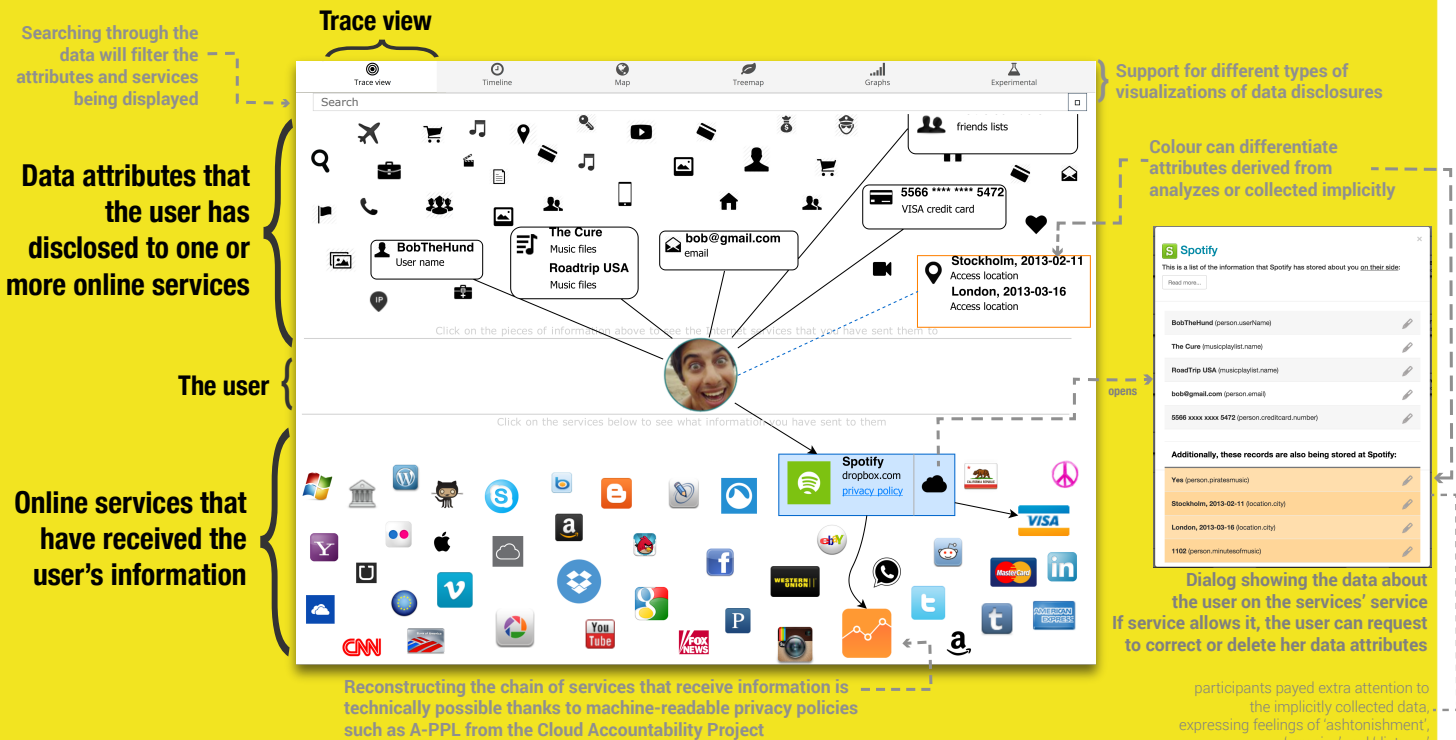 Trace view
Searching through the
data will filter the
attributes and services
being displayed
Trace view
Timeline
Map
Treemap
Graphs
Experimental
Support for different types of
visualizations of data disclosures
Search
friends lists
Data attributes that
the user has
disclosed to one or
more online services
Colour can differentiate
attributes derived from
analyzes or collected implicitly
5566 **** **** 5472
VISA credit card
BobTheHund
User name
The Cure
Music files
Roadtrip USA
Music files
bob@gmail.com
email
Stockholm, 2013-02-11
Access location
London, 2013-03-16
Access location
IP
Click on the pieces of information above to see the Internet services that you have sent them to
The user
Click on the services below to see what information you have sent to them
opens
S Spotify
×
This is a list of the information that Spotify has stored about you on their side:
Read more...
BobTheHund (person.userName)
The Cure (musicplaylist.name)
RoadTrip USA (musicplaylist.name)
bob@gmail.com (person.email)
5566 xxxx xxxx 5472 (person.creditcard.number)
Additionally, these records are also being stored at Spotify:
Yes (person.piratesmusic)
Stockholm, 2013-02-11 (location.city)
London, 2013-03-16 (location.city)
1102 (person.minutesofmusic)
Online services that
have received the
user's information
Spotify
dropbox.com
privacy policy
VISA
ebY
WESTERN
UNION
MasterCard
in
AMERICAN
EXPRESS
CNN
You
Tube
FOX
NEWS
Dialog showing the data about
the user on the services' service
If service allows it, the user can request
to correct or delete her data attributes
Reconstructing the chain of services that receive information is
technically possible thanks to machine-readable privacy policies
such as A-PPL from the Cloud Accountability Project
participants payed extra attention to
the implicitly collected data,
expressing feelings of 'ashtonishment',